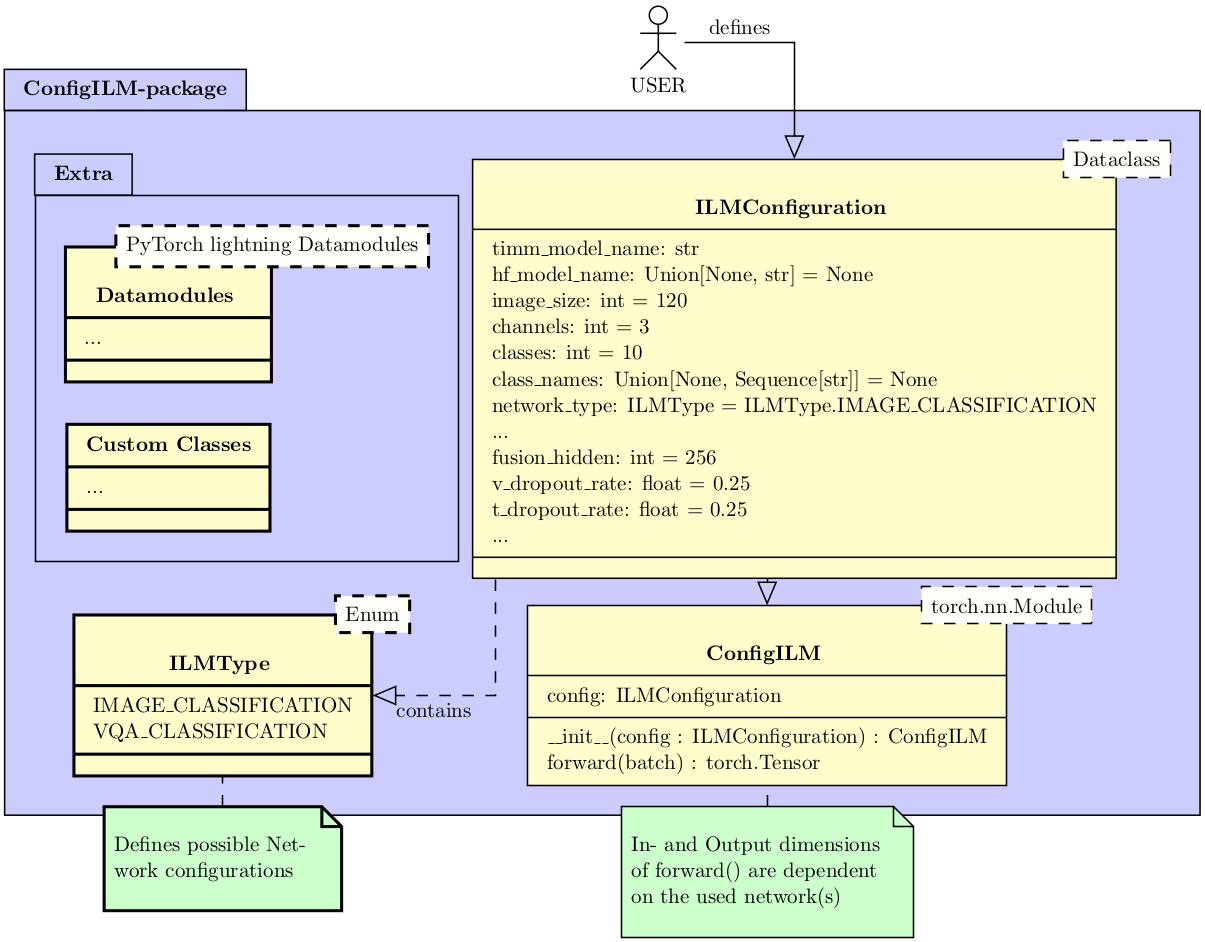 defines
USER
ConfigILM-package
Extra
PyTorch lightning Datamodules
Datamodules
...
Custom Classes
...
Dataclass
ILMConfiguration
timm_model_name: str
hf_model_name: Union[None, str] = None
image_size: int = 120
channels: int = 3
classes: int = 10
class_names: Union[None, Sequence[str]] = None
network_type: ILMType = ILMType.IMAGE_CLASSIFICATION
...
fusion_hidden: int = 256
v_dropout_rate: float = 0.25
t_dropout_rate: float = 0.25
...
Enum
ILMType
IMAGE_CLASSIFICATION
VQA_CLASSIFICATION
contains
torch.nn.Module
ConfigILM
config: ILMConfiguration
__init__(config : ILMConfiguration) : ConfigILM
forward(batch) : torch.Tensor
Defines possible Net-
work configurations
In- and Output dimensions
of forward() are dependent
on the used network(s)